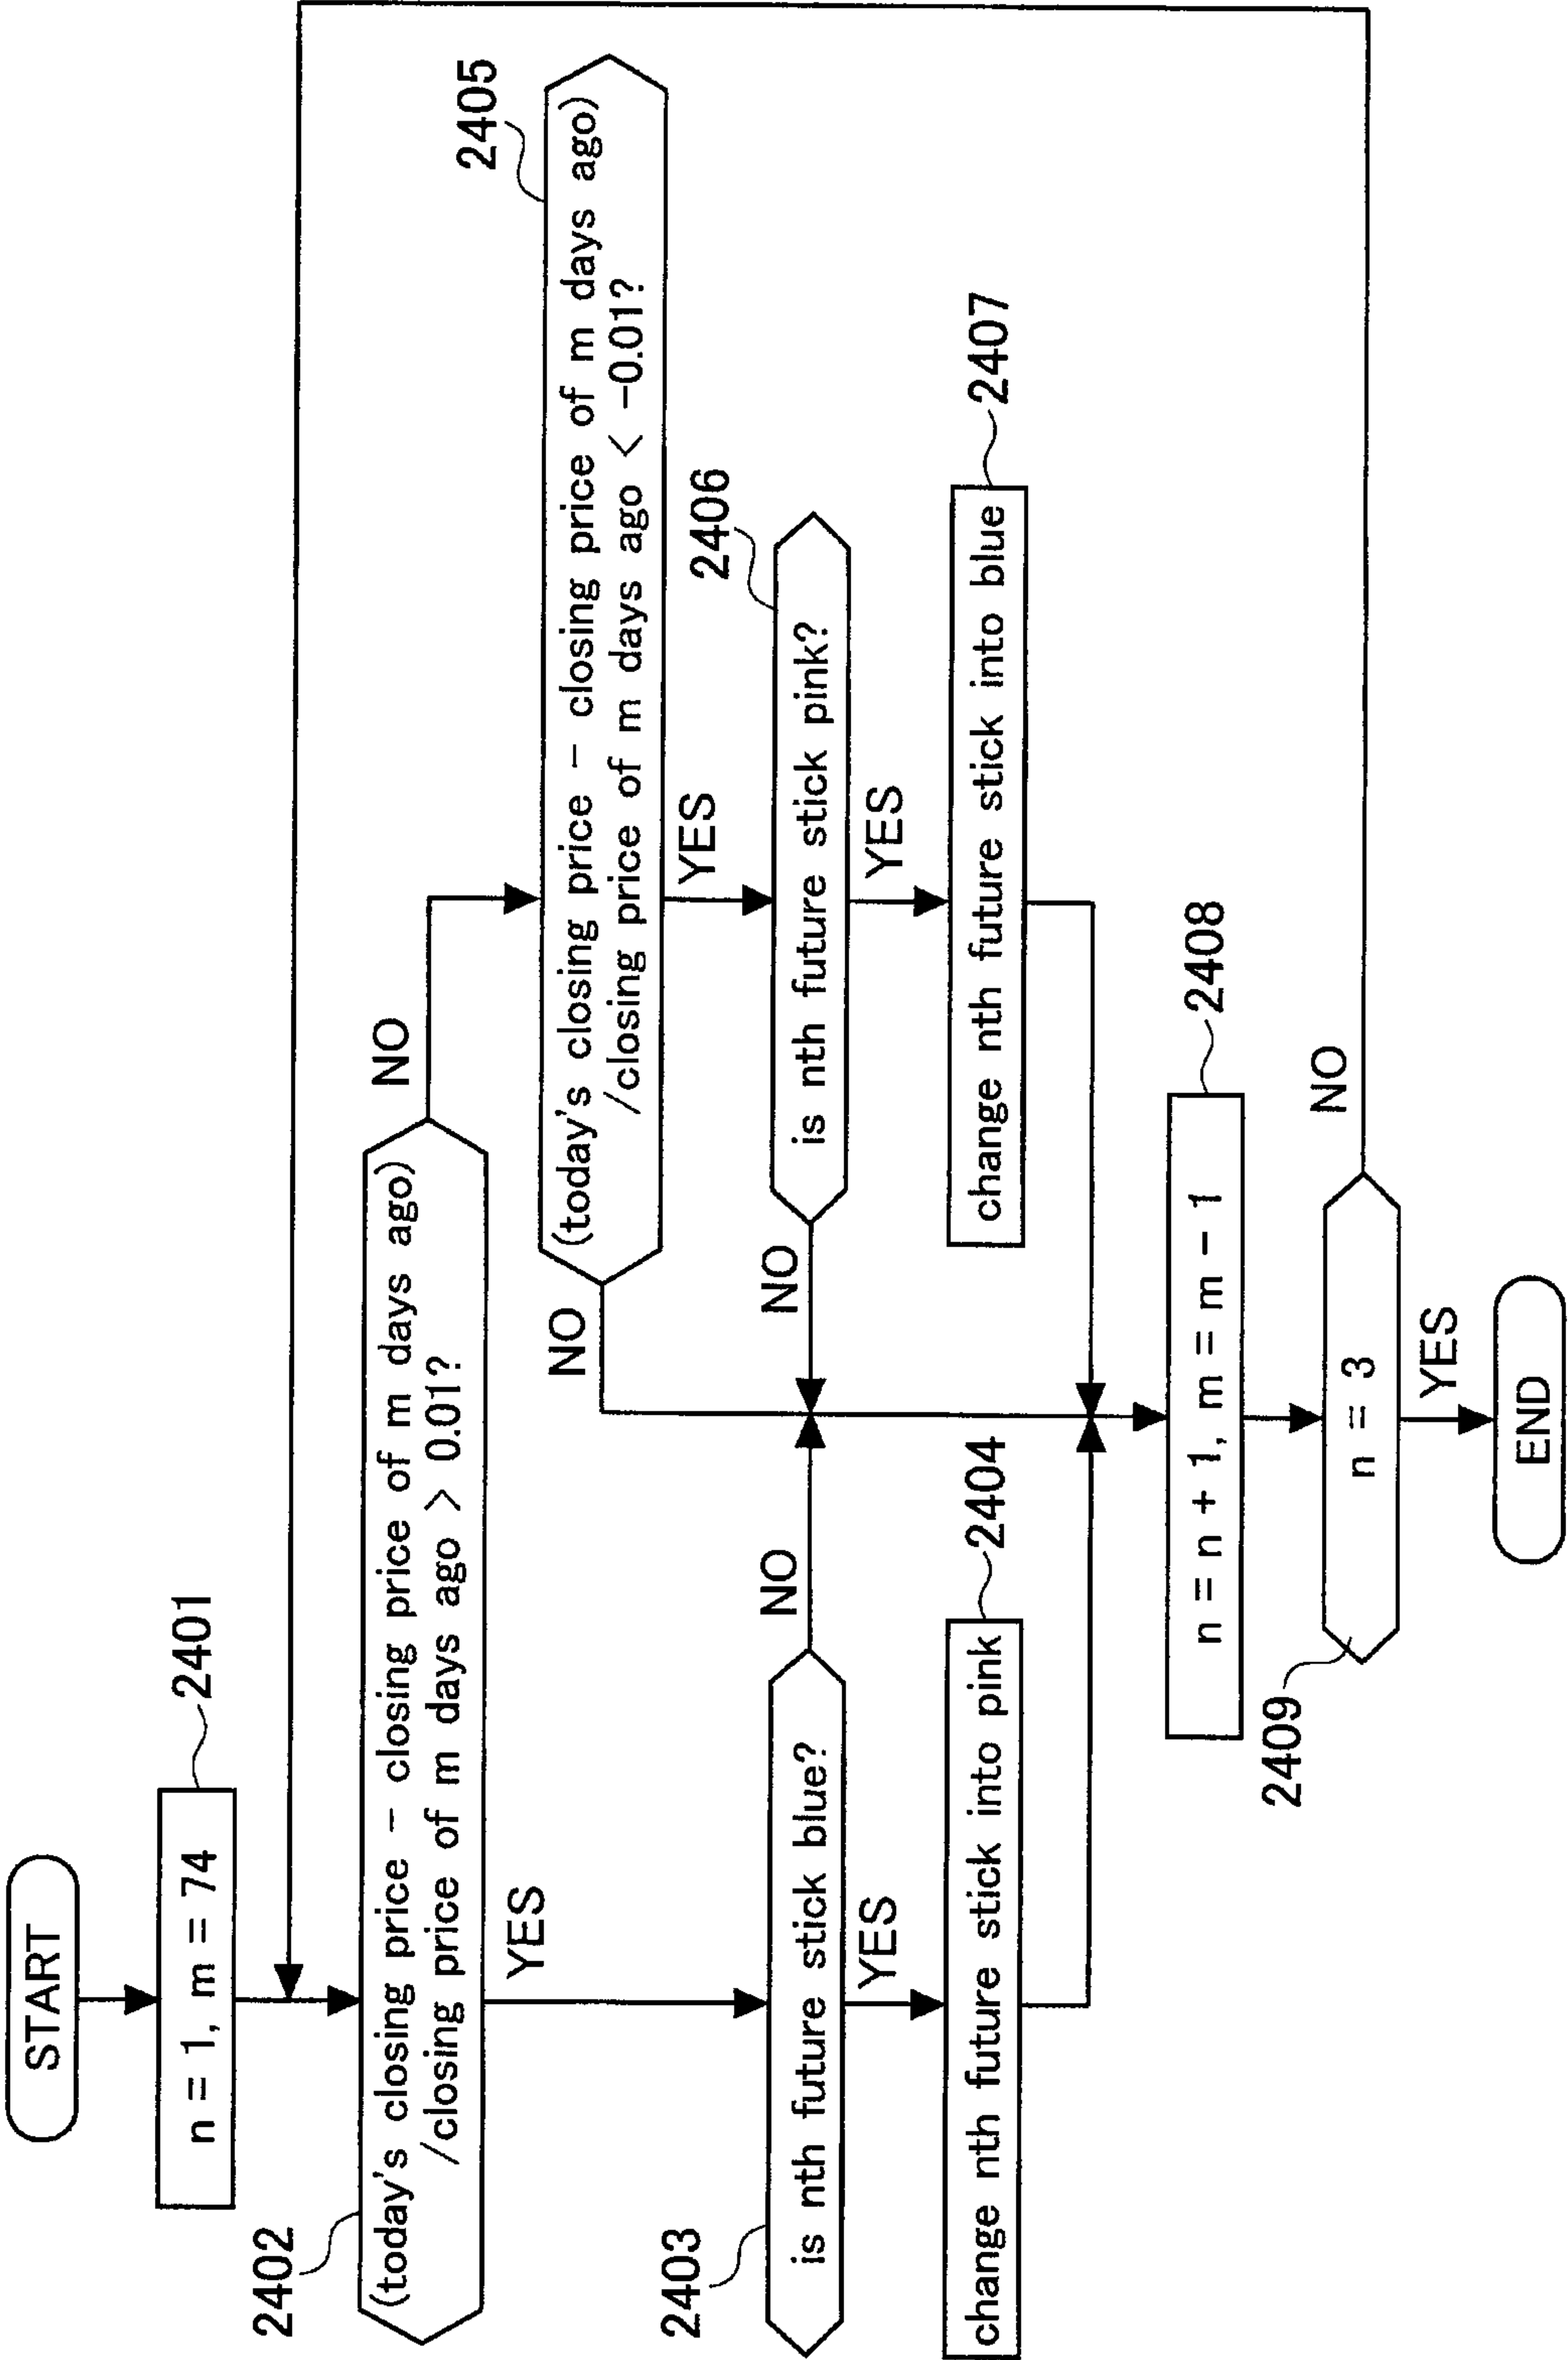 START
n = 1, m = 74
2401
2402
(today's closing price − closing price of m days ago)
/closing price of m days ago > 0.01?
NO
YES
2405
(today's closing price − closing price of m days ago)
/closing price of m days ago < −0.01?
NO
YES
2403
is nth future stick blue?
NO
YES
2406
is nth future stick pink?
NO
YES
change nth future stick into pink
2404
change nth future stick into blue
2407
n = n + 1, m = m − 1
2408
2409
n = 3
NO
YES
END